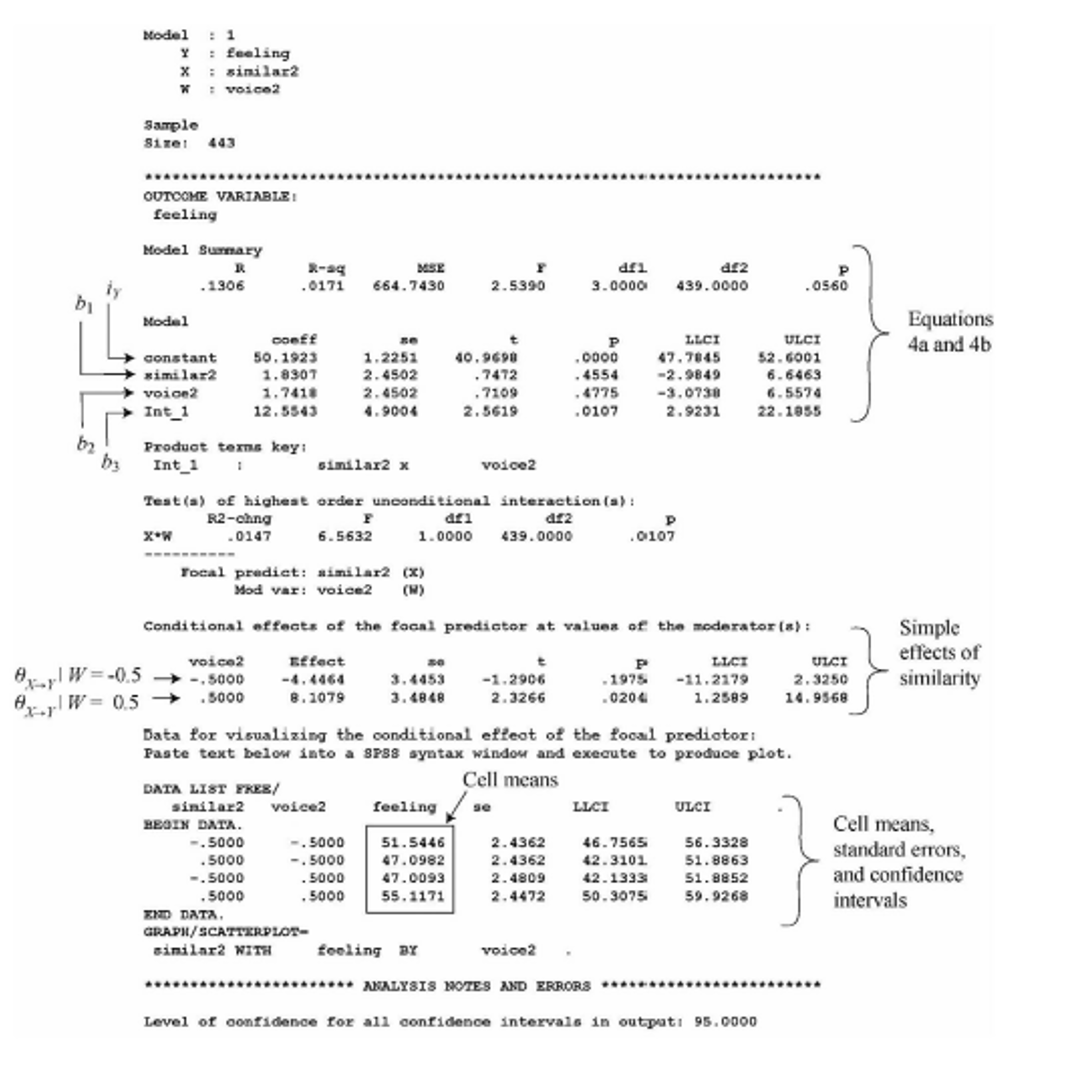 Model : 1
Y : feeling
X : similar2
W : voice2
Sample
Size: 443
**************************************************************************
OUTCOME VARIABLE:
feeling
Model Summary
R R-sq MSE F df1 df2 p
.1306 .0171 664.7430 2.5390 3.0000 439.0000 .0560
Equations
4a and 4b
b1 iY
Model
coeff se t p LLCI ULCI
constant 50.1923 1.2251 40.9698 .0000 47.7845 52.6001
similar2 1.8307 2.4502 .7472 .4554 -2.9849 6.6463
voice2 1.7418 2.4502 .7109 .4775 -3.0738 6.5574
Int_1 12.5543 4.9004 2.5619 .0107 2.9231 22.1855
b2 b3
Product terms key:
Int_1 : similar2 x voice2
Test(s) of highest order unconditional interaction(s):
R2-chng F df1 df2 p
X*W .0147 6.5632 1.0000 439.0000 .0107
----------
Focal predict: similar2 (X)
Mod var: voice2 (W)
Conditional effects of the focal predictor at values of the moderator(s):
voice2 Effect se t p LLCI ULCI
θX→Y| W = -0.5 -.5000 -4.4464 3.4453 -1.2906 .1975 -11.2179 2.3250
θX→Y| W = 0.5 .5000 8.1079 3.4848 2.3266 .0204 1.2589 14.9568
Simple
effects of
similarity
Data for visualizing the conditional effect of the focal predictor:
Paste text below into a SPSS syntax window and execute to produce plot.
Cell means
DATA LIST FREE/
similar2 voice2 feeling se LLCI ULCI .
BEGIN DATA.
-.5000 -.5000 51.5446 2.4362 46.7565 56.3328
.5000 -.5000 47.0982 2.4362 42.3101 51.8863
-.5000 .5000 47.0093 2.4809 42.1333 51.8852
.5000 .5000 55.1171 2.4472 50.3075 59.9268
END DATA.
Cell means,
standard errors,
and confidence
intervals
GRAPH/SCATTERPLOT=
similar2 WITH feeling BY voice2 .
*********************** ANALYSIS NOTES AND ERRORS ************************
Level of confidence for all confidence intervals in output: 95.0000